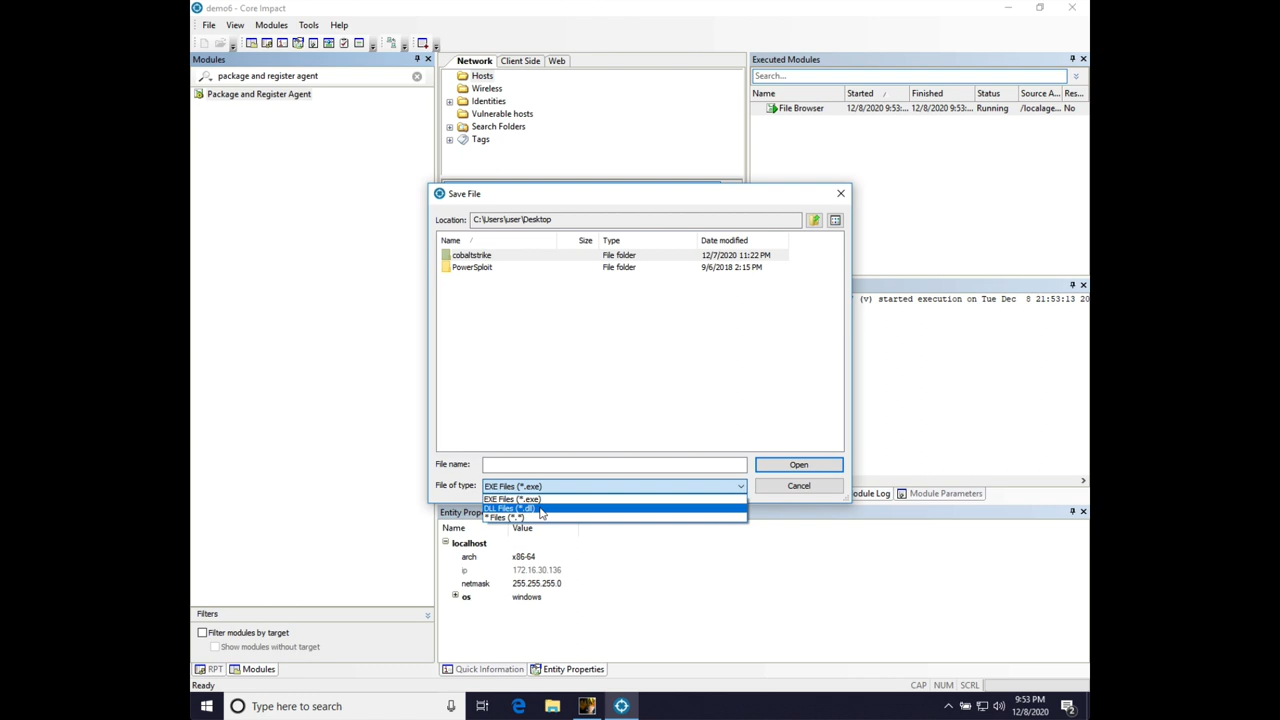 demo6 - Core Impact
File View Modules Tools Help
Modules
package and register agent
Package and Register Agent
Network Client Side Web
Hosts
Wireless
Identities
Vulnerable hosts
Search Folders
Tags
Executed Modules
Search...
Name Started Finished Status Source A... Res...
File Browser 12/8/2020 9:53:... 12/8/2020 9:53:... Running /localage... No
Save File
Location: C:\Users\user\Desktop
Name Size Type Date modified
cobaltstrike File folder 12/7/2020 11:22 PM
PowerSploit File folder 9/6/2018 2:15 PM
File name: Open
File of type: EXE Files (*.exe) Cancel
EXE Files (*.exe)
DLL Files (*.dll)
* Files (*.*)
(v) started execution on Tue Dec 8 21:53:13 20
odule Log Module Parameters
Entity Prop
Name Value
localhost
arch x86-64
ip 172.16.30.136
netmask 255.255.255.0
os windows
Filters
Filter modules by target
Show modules without target
RPT Modules
Quick Information Entity Properties
Ready CAP NUM SCRL
Type here to search
9:53 PM
12/8/2020
2